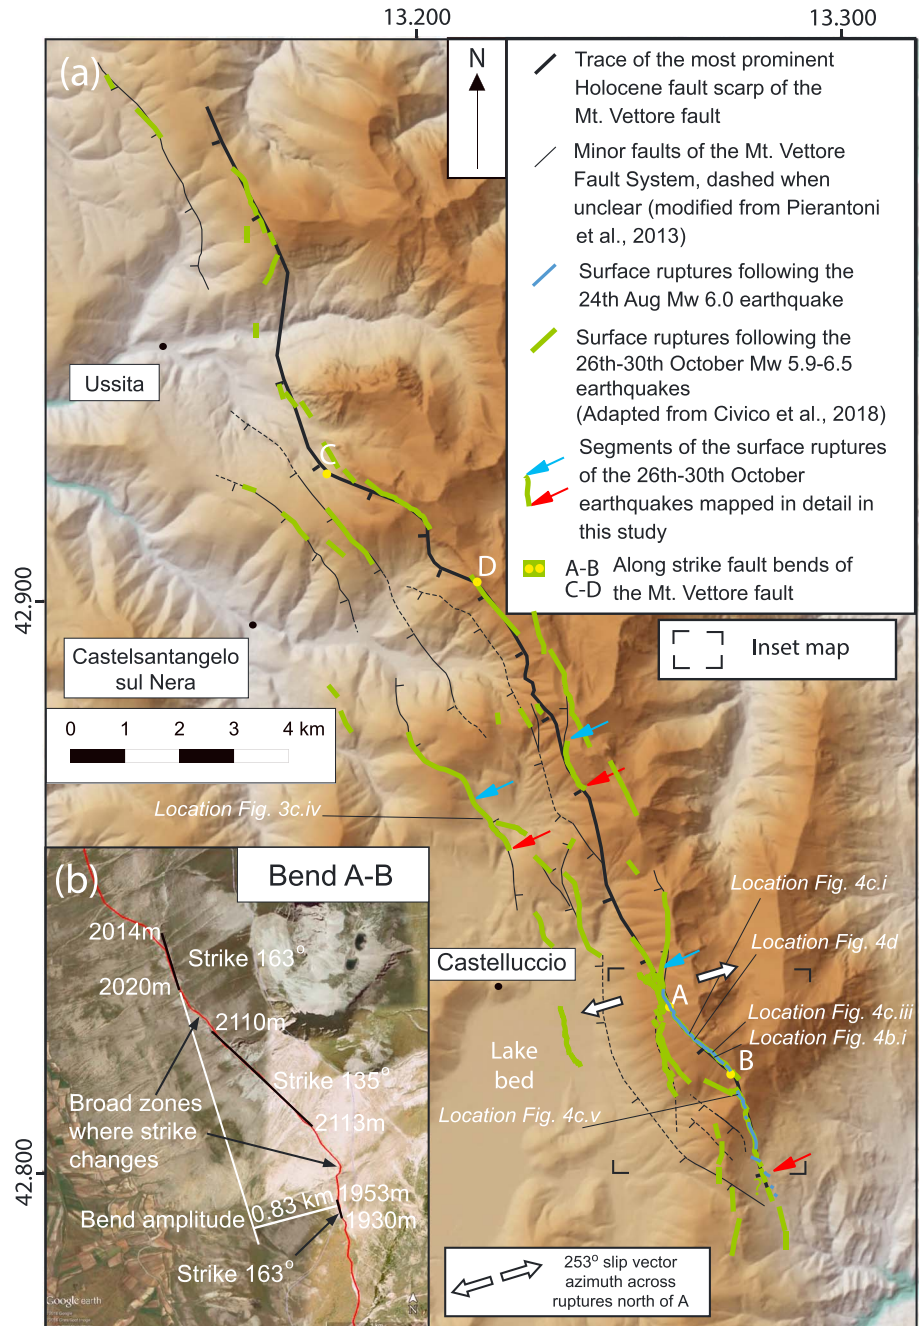 13.200
13.300
(a)
N
Trace of the most prominent
Holocene fault scarp of the
Mt. Vettore fault
Minor faults of the Mt. Vettore
Fault System, dashed when
unclear (modified from Pierantoni
et al., 2013)
Surface ruptures following the
24th Aug Mw 6.0 earthquake
Surface ruptures following the
26th-30th October Mw 5.9-6.5
earthquakes
(Adapted from Civico et al., 2018)
Segments of the surface ruptures
of the 26th-30th October
earthquakes mapped in detail in
this study
A-B
C-D
Along strike fault bends of
the Mt. Vettore fault
Inset map
Ussita
C
D
42.900
Castelsantangelo
sul Nera
0 1 2 3 4 km
Location Fig. 3c.iv
Location Fig. 4c.i
Location Fig. 4d
Castelluccio
A
Location Fig. 4c.iii
Location Fig. 4b.i
B
Lake
bed
Location Fig. 4c.v
42.800
253° slip vector
azimuth across
ruptures north of A
(b)
Bend A-B
2014m
Strike 163°
2020m
2110m
Strike 135°
2113m
Broad zones
where strike
changes
1953m
0.83 km
Bend amplitude
1930m
Strike 163°
Google earth
N